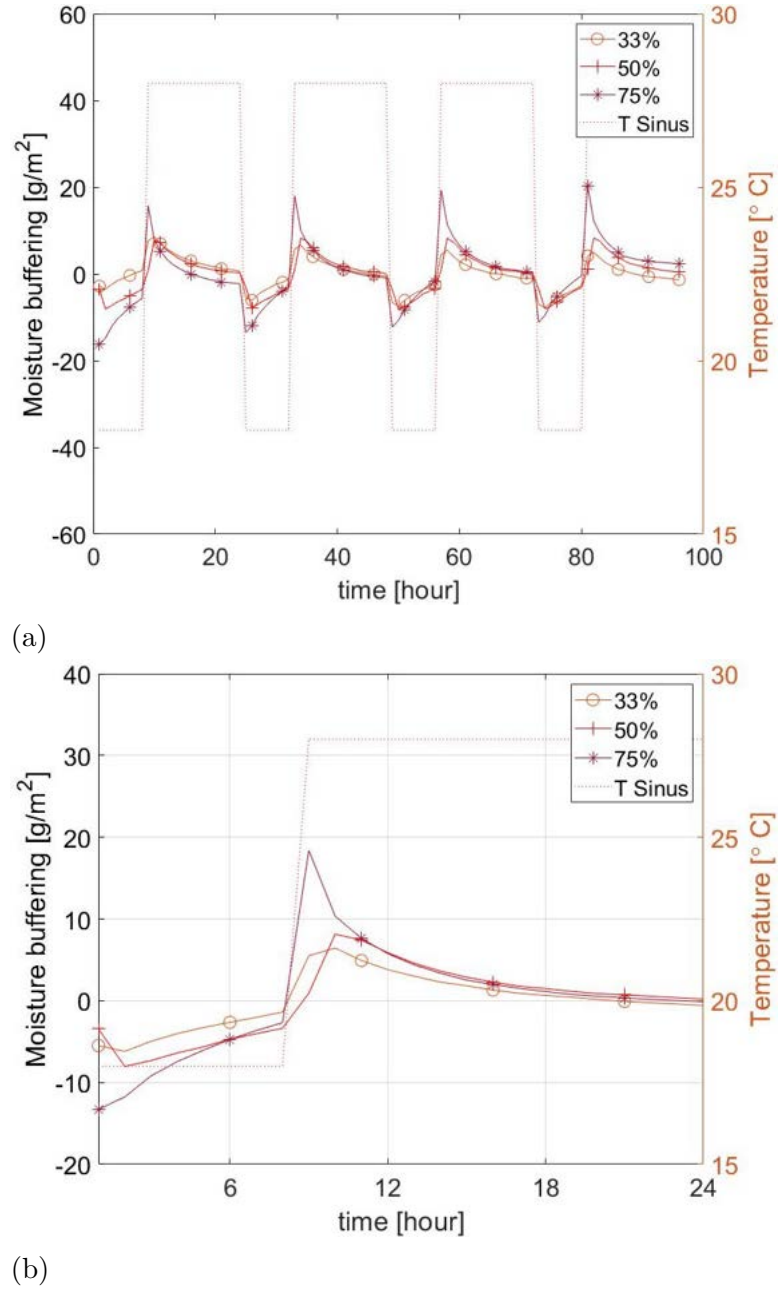 60
40
20
0
-20
-40
-60
Moisture buffering [g/m²]
30
25
20
15
Temperature [° C]
33%
50%
75%
T Sinus
0 20 40 60 80 100
time [hour]
(a)
40
30
20
10
0
-10
-20
Moisture buffering [g/m²]
30
25
20
15
Temperature [° C]
33%
50%
75%
T Sinus
6 12 18 24
time [hour]
(b)